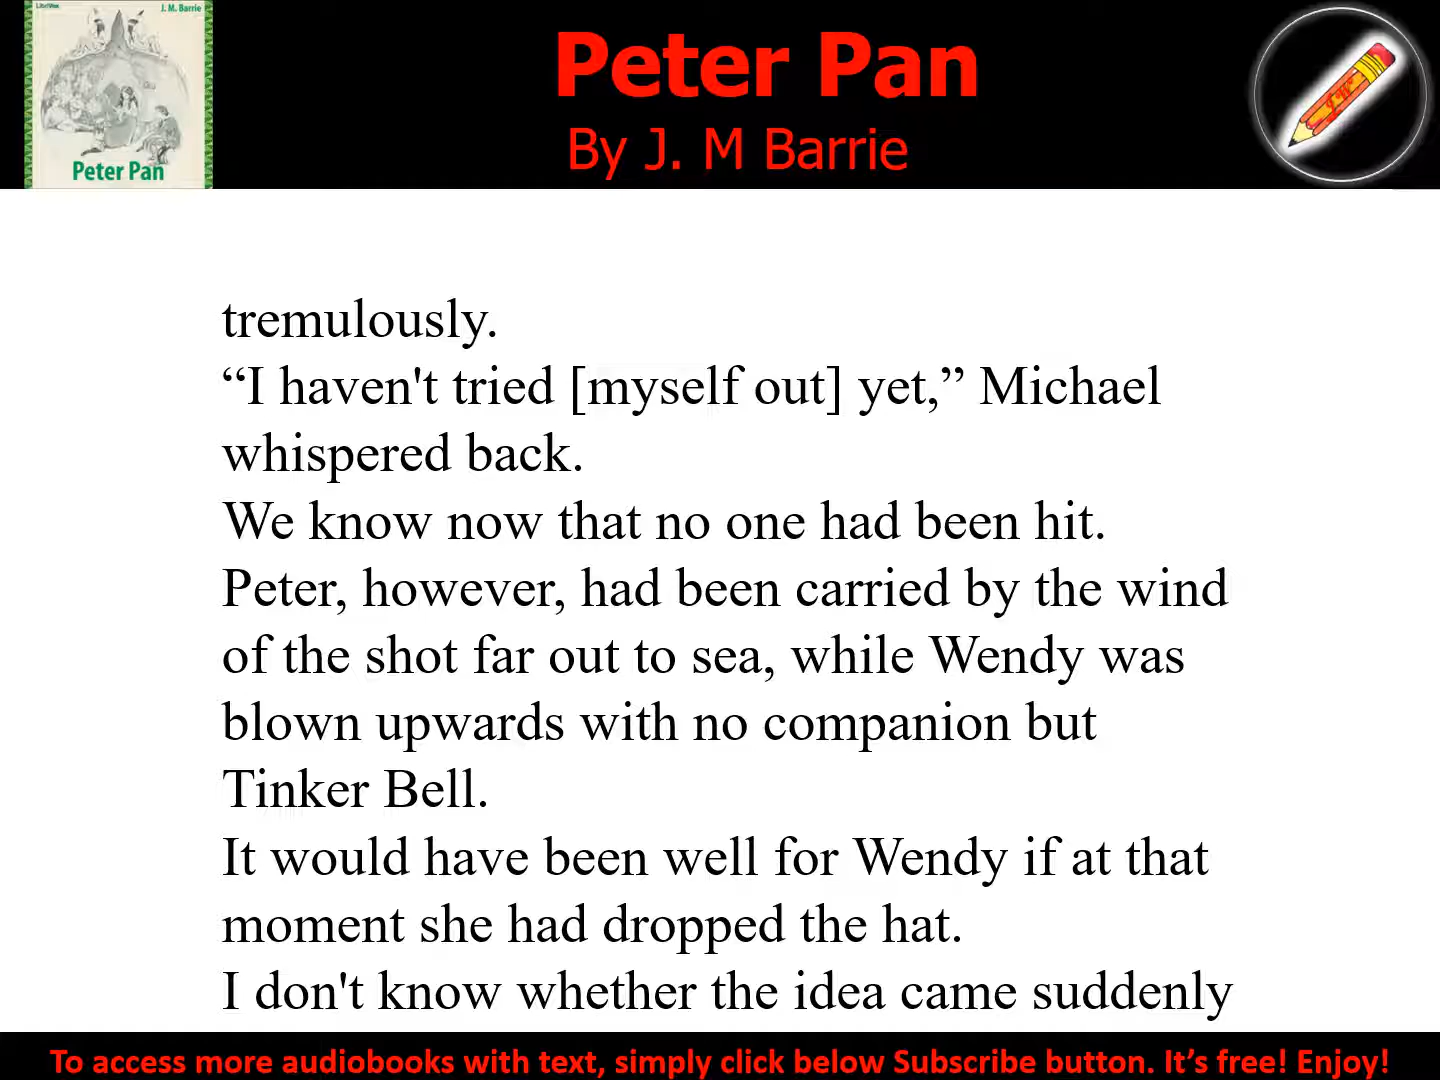 LibriVox
J. M. Barrie
Peter Pan
Peter Pan
By J. M Barrie
tremulously.
“I haven't tried [myself out] yet,” Michael
whispered back.
We know now that no one had been hit.
Peter, however, had been carried by the wind
of the shot far out to sea, while Wendy was
blown upwards with no companion but
Tinker Bell.
It would have been well for Wendy if at that
moment she had dropped the hat.
I don't know whether the idea came suddenly
To access more audiobooks with text, simply click below Subscribe button. It’s free! Enjoy!